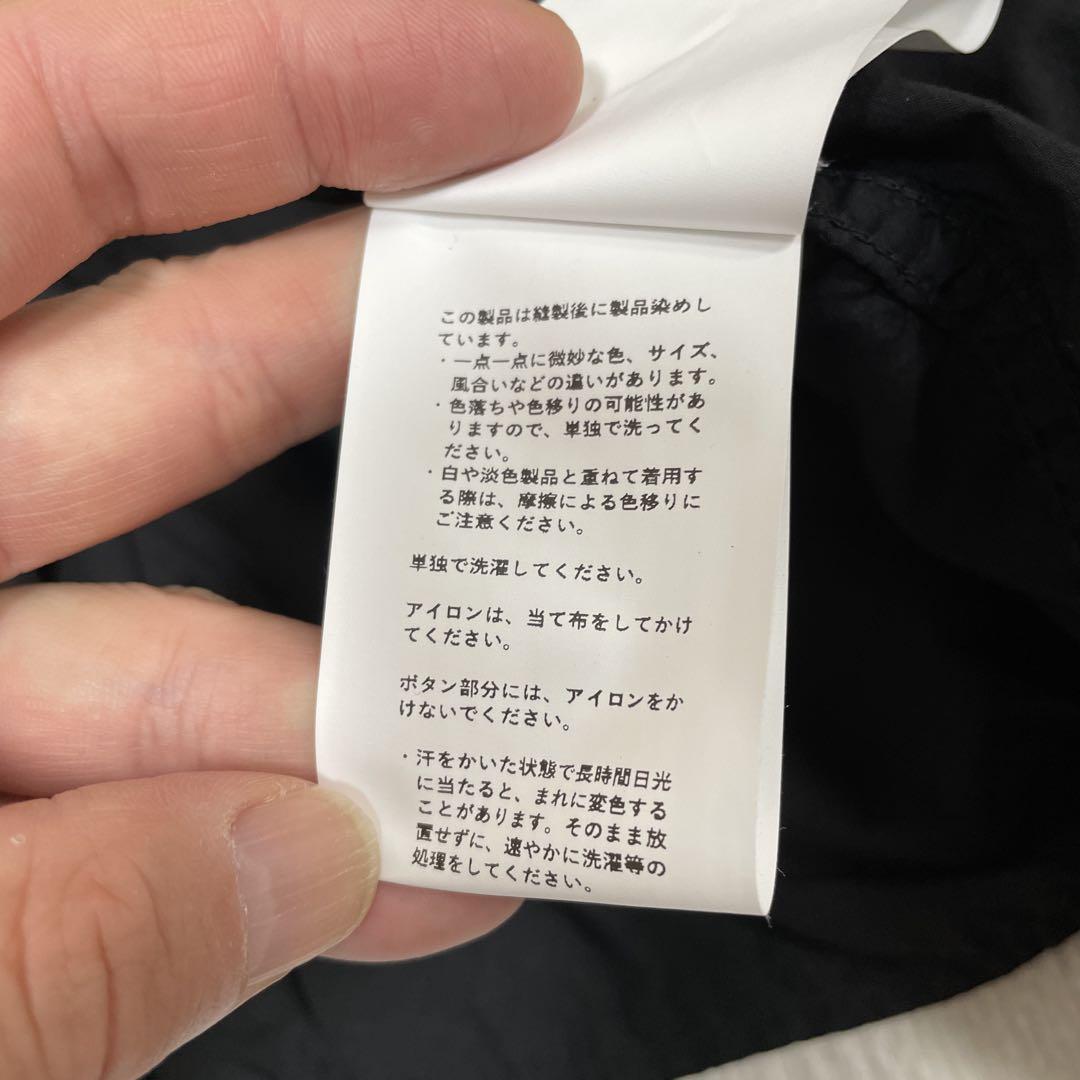 この製品は縫製後に製品染めし
ています。
・一点一点に微妙な色、サイズ、
風合いなどの違いがあります。
・色落ちや色移りの可能性があ
りますので、単独で洗ってく
ださい。
・白や淡色製品と重ねて着用す
る際は、摩擦による色移りに
ご注意ください。
単独で洗濯してください。
アイロンは、当て布をしてかけ
てください。
ボタン部分には、アイロンをか
けないでください。
・汗をかいた状態で長時間日光
に当たると、まれに変色する
ことがあります。そのまま放
置せずに、速やかに洗濯等の
処理をしてください。